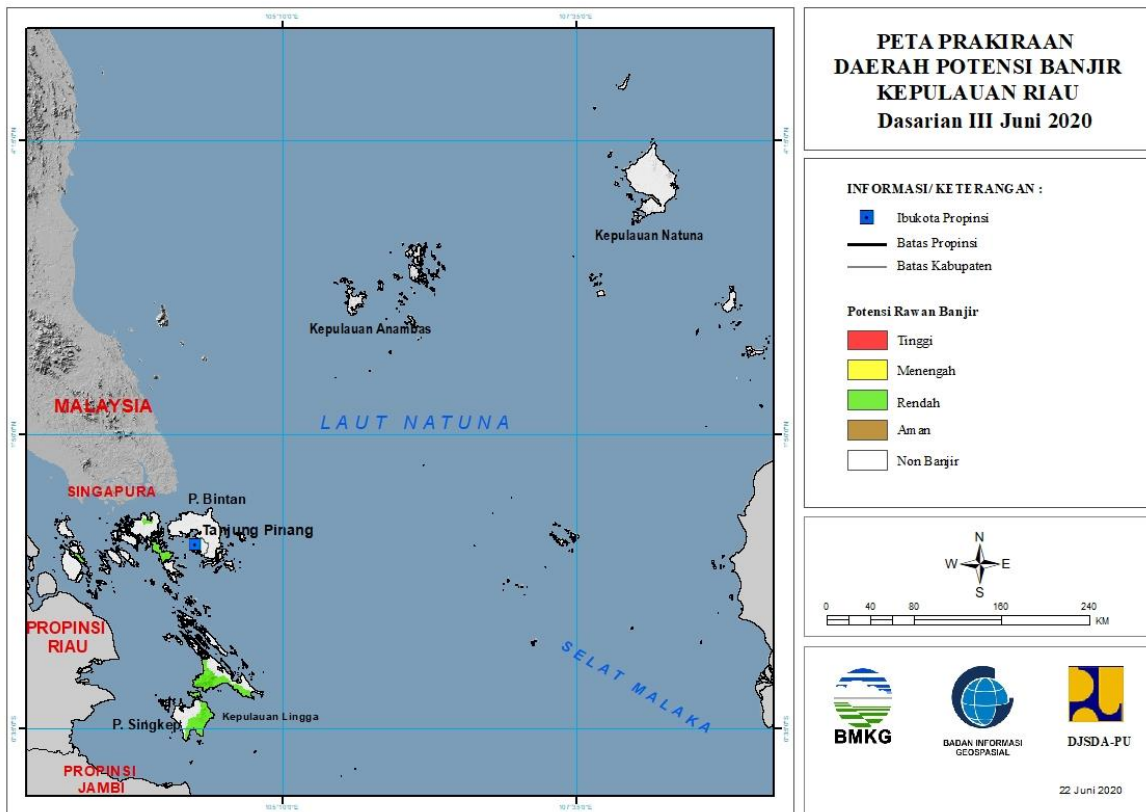 PETA PRAKIRAAN
DAERAH POTENSI BANJIR
KEPULAUAN RIAU
Dasarian III Juni 2020
INFORMASI/ KETERANGAN :
Ibukota Propinsi
Batas Propinsi
Batas Kabupaten
Potensi Rawan Banjir
Tinggi
Menengah
Rendah
Aman
Non Banjir
N
W E
S
0 40 80 160 240
KM
BMKG
BADAN INFORMASI
GEOSPASIAL
DJSDA-PU
22 Juni 2020
Kepulauan Natuna
Kepulauan Anambas
MALAYSIA
LAUT NATUNA
SINGAPURA
P. Bintan
Tanjung Pinang
PROPINSI
RIAU
SELAT MALAKA
P. Singkep
Kepulauan Lingga
PROPINSI
JAMBI